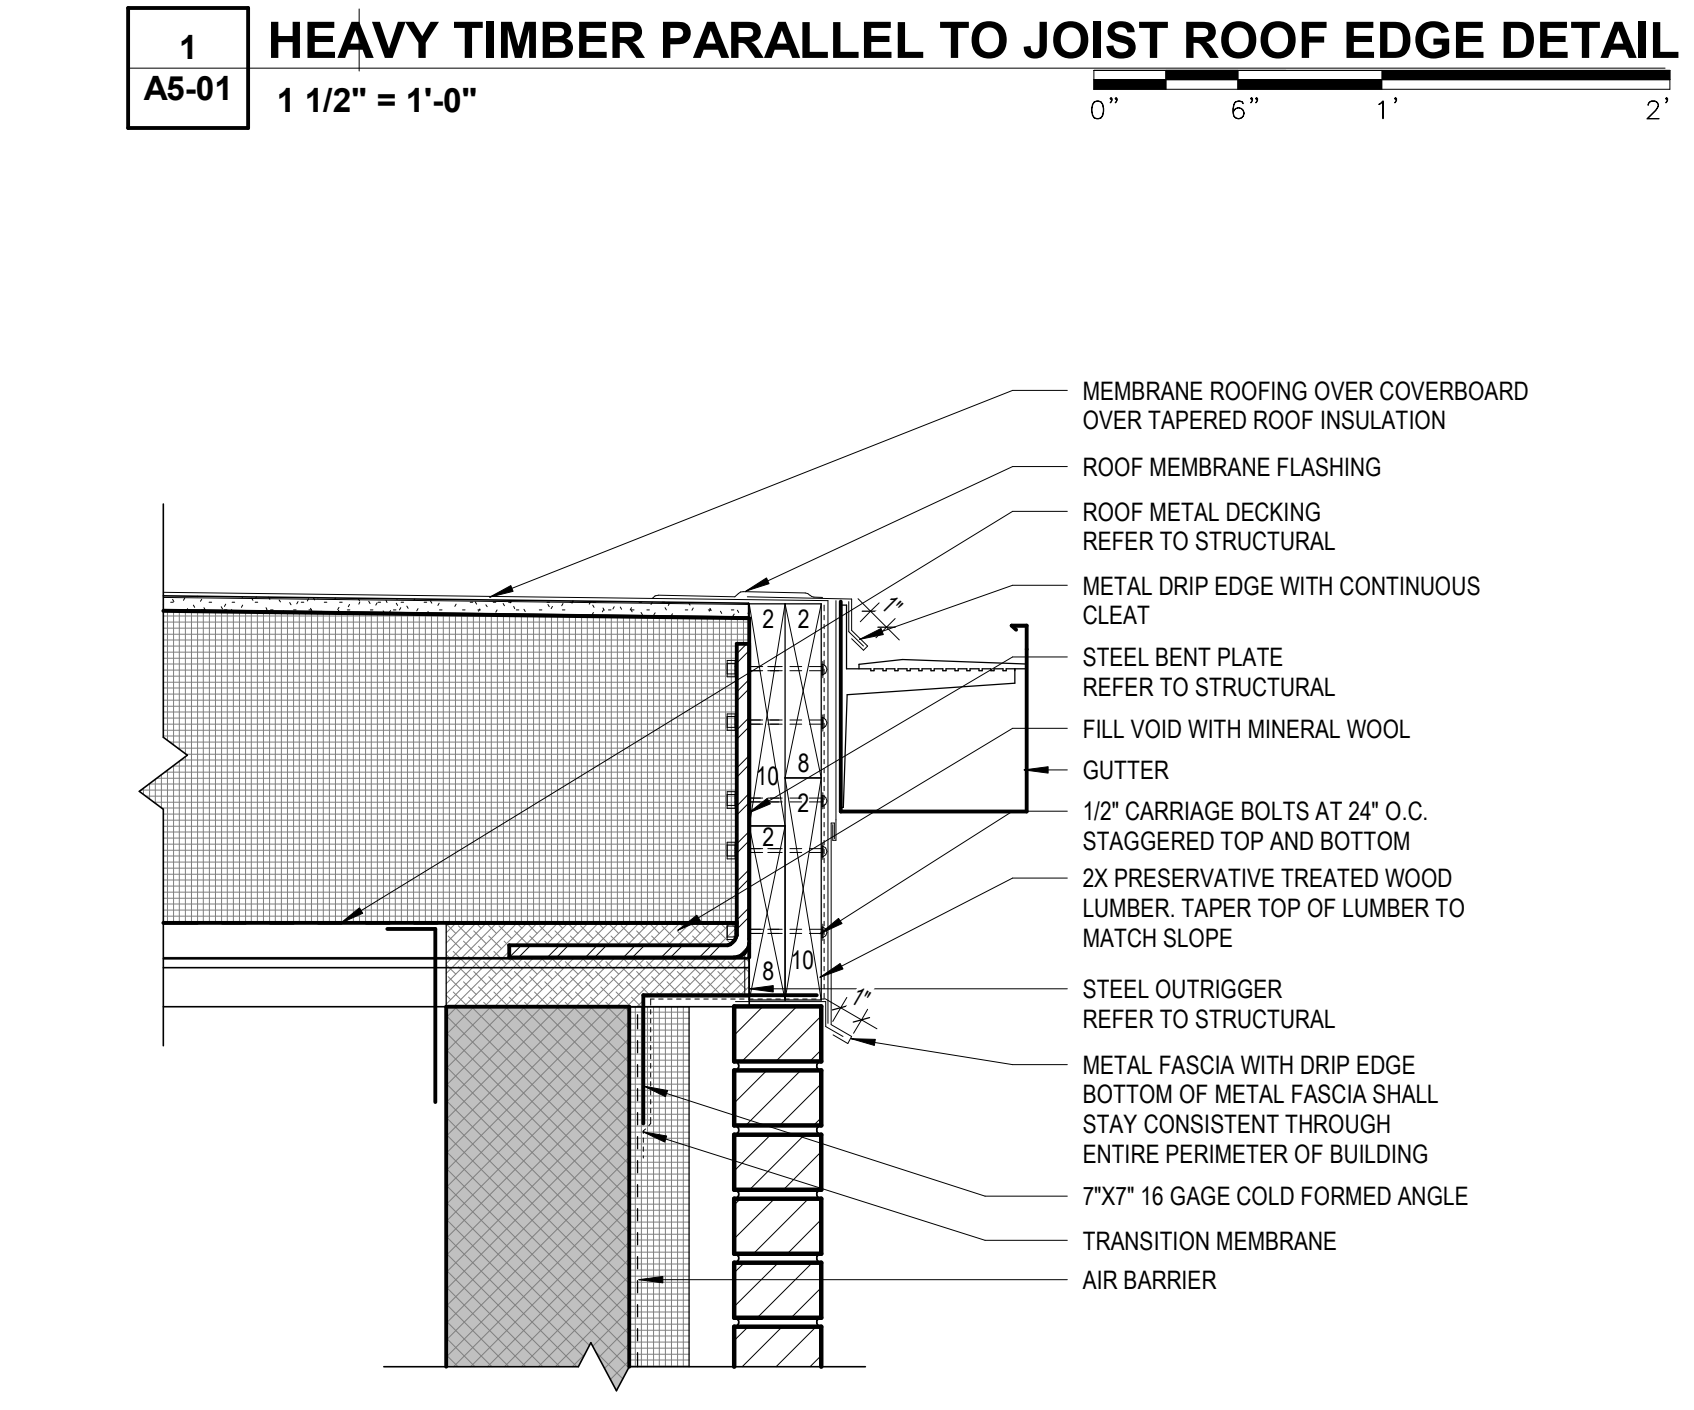 1
A5-01
HEAVY TIMBER PARALLEL TO JOIST ROOF EDGE DETAIL
1 1/2" = 1'-0"
0" 6" 1' 2'
MEMBRANE ROOFING OVER COVERBOARD
OVER TAPERED ROOF INSULATION
ROOF MEMBRANE FLASHING
ROOF METAL DECKING
REFER TO STRUCTURAL
METAL DRIP EDGE WITH CONTINUOUS
CLEAT
STEEL BENT PLATE
REFER TO STRUCTURAL
FILL VOID WITH MINERAL WOOL
GUTTER
1/2" CARRIAGE BOLTS AT 24" O.C.
STAGGERED TOP AND BOTTOM
2X PRESERVATIVE TREATED WOOD
LUMBER. TAPER TOP OF LUMBER TO
MATCH SLOPE
STEEL OUTRIGGER
REFER TO STRUCTURAL
METAL FASCIA WITH DRIP EDGE
BOTTOM OF METAL FASCIA SHALL
STAY CONSISTENT THROUGH
ENTIRE PERIMETER OF BUILDING
7"X7" 16 GAGE COLD FORMED ANGLE
TRANSITION MEMBRANE
AIR BARRIER
1"
2 2
10 8
2 2
8 10
1"